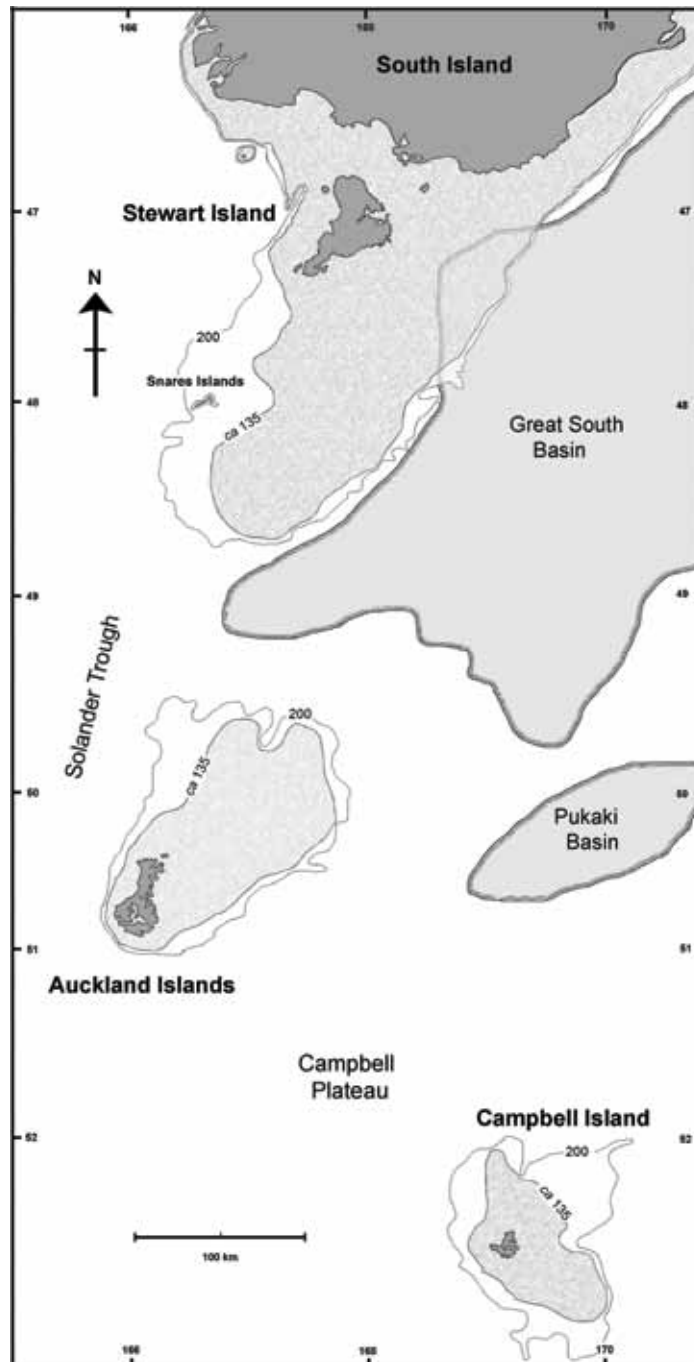 166
168
170
South Island
Stewart Island
47
47
N
200
Snares Islands
48
48
ca 135
Great South
Basin
49
49
Solander Trough
200
ca 135
50
50
Pukaki
Basin
51
51
Auckland Islands
Campbell
Plateau
Campbell Island
52
52
200
ca 135
100 km
166
168
170